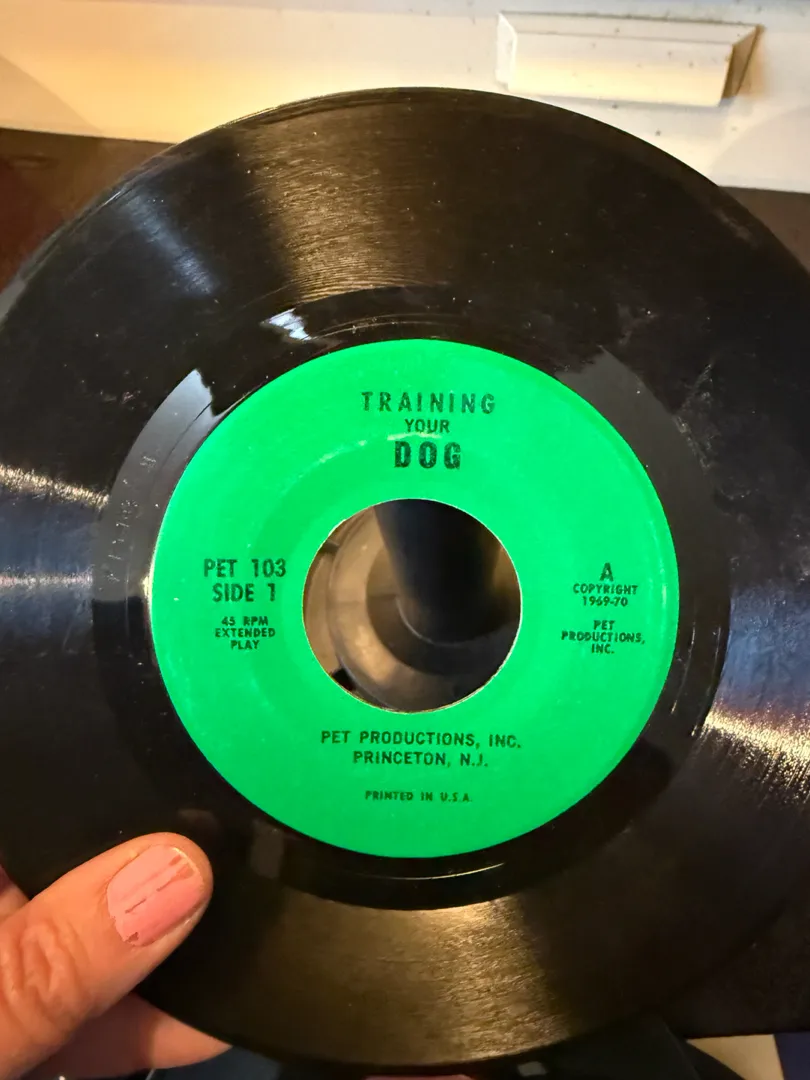 TRAINING
YOUR
DOG
PET 103
SIDE 1
45 RPM
EXTENDED
PLAY
A
COPYRIGHT
1969-70
PET
PRODUCTIONS,
INC.
PET PRODUCTIONS, INC.
PRINCETON, N.J.
PRINTED IN U.S.A.